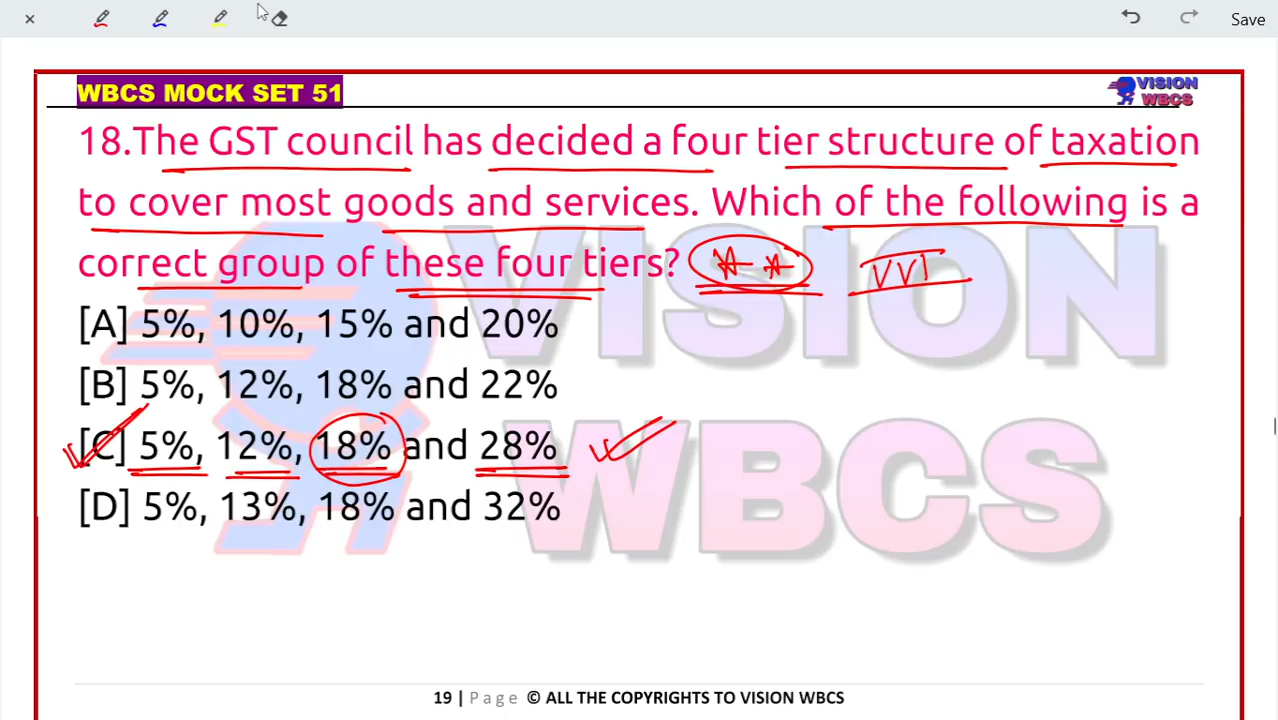 Save
WBCS MOCK SET 51
VISION
WBCS
18.The GST council has decided a four tier structure of taxation
to cover most goods and services. Which of the following is a
correct group of these four tiers?
VVI
[A] 5%, 10%, 15% and 20%
[B] 5%, 12%, 18% and 22%
[C] 5%, 12%, 18% and 28%
[D] 5%, 13%, 18% and 32%
VISION
WBCS
19 | Page © ALL THE COPYRIGHTS TO VISION WBCS